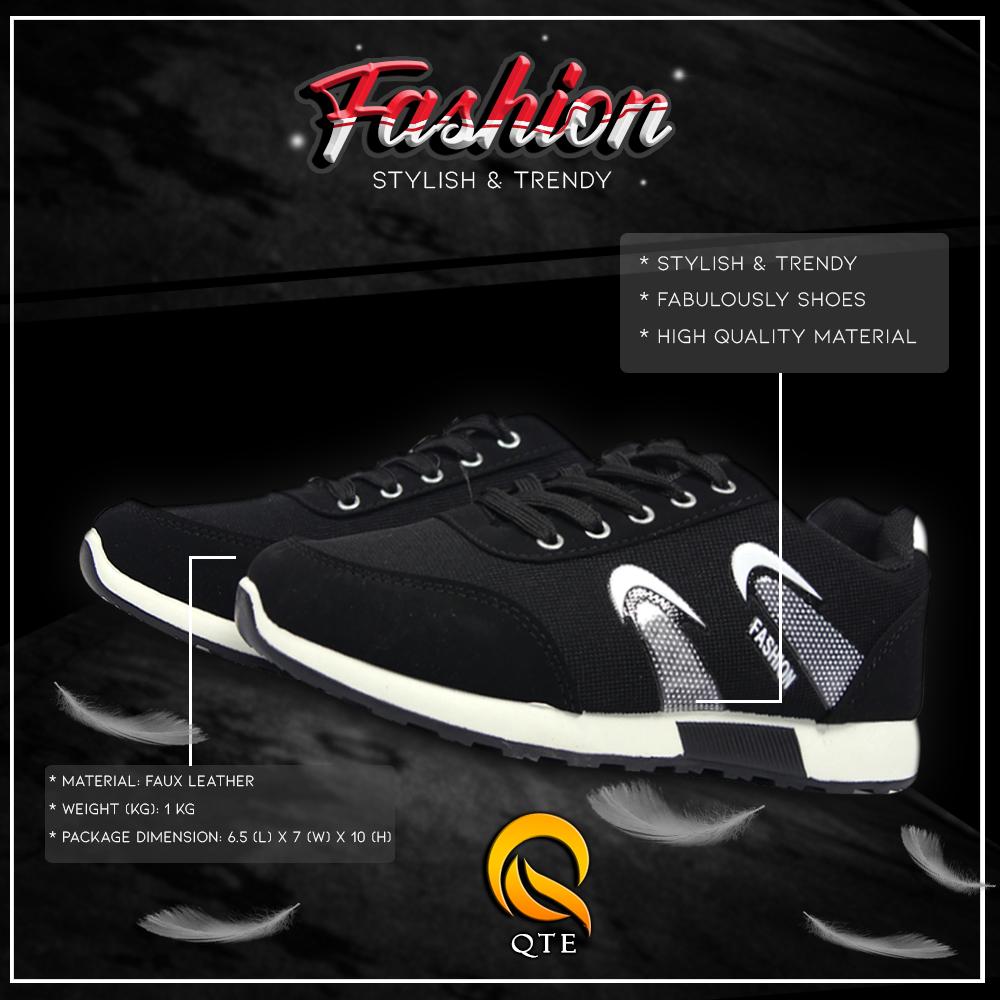 Fashion
STYLISH & TRENDY
* STYLISH & TRENDY
* FABULOUSLY SHOES
* HIGH QUALITY MATERIAL
FASHION
* MATERIAL: FAUX LEATHER
* WEIGHT (KG): 1 KG
* PACKAGE DIMENSION: 6.5 (L) X 7 (W) X 10 (H)
QTE